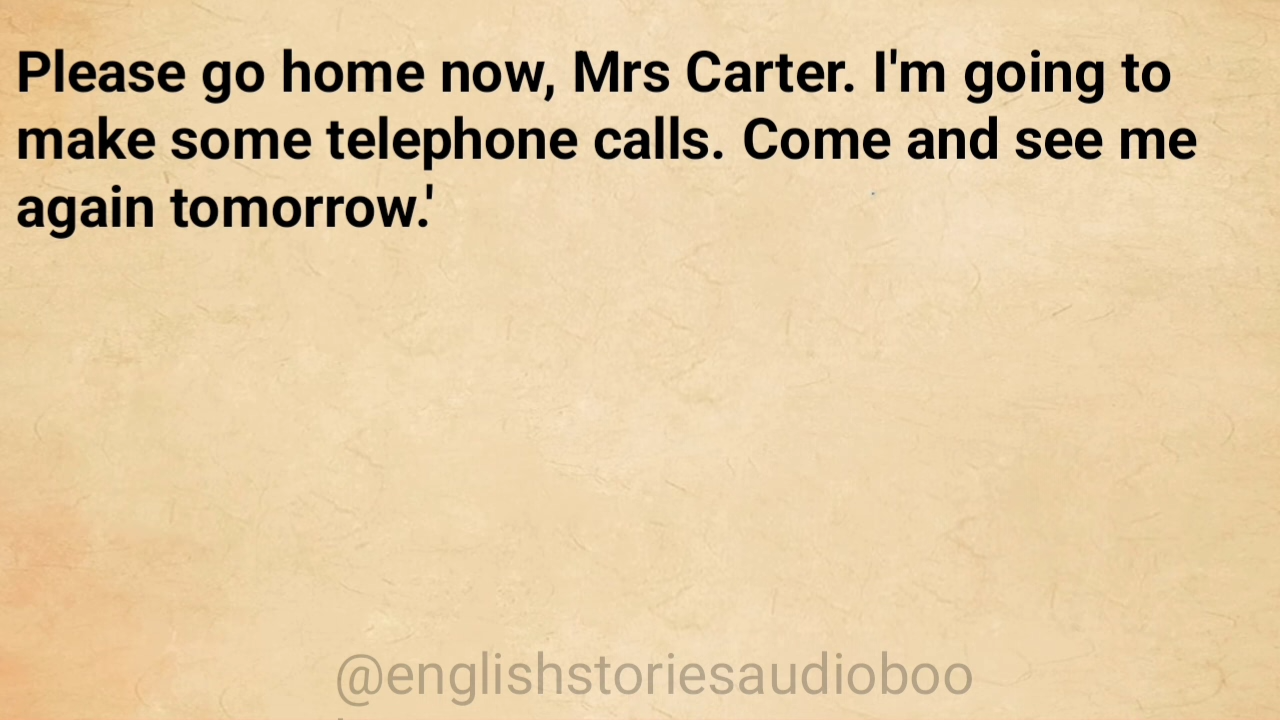 Please go home now, Mrs Carter. I'm going to
make some telephone calls. Come and see me
again tomorrow.'
@englishstoriesaudioboo